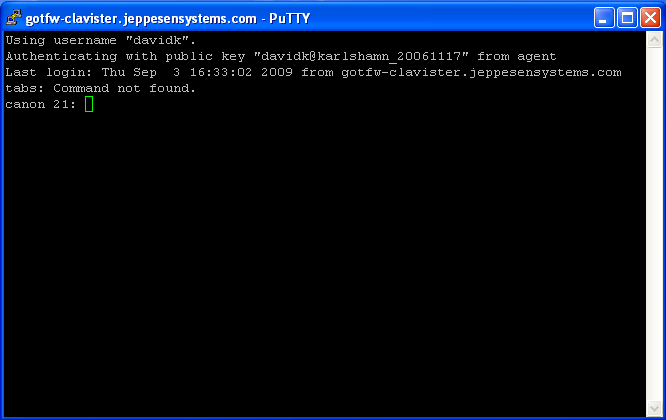 gotfw-clavister.jeppesensystems.com - PuTTY
Using username "davidk".
Authenticating with public key "davidk@karlshamn_20061117" from agent
Last login: Thu Sep  3 16:33:02 2009 from gotfw-clavister.jeppesensystems.com
tabs: Command not found.
canon 21: